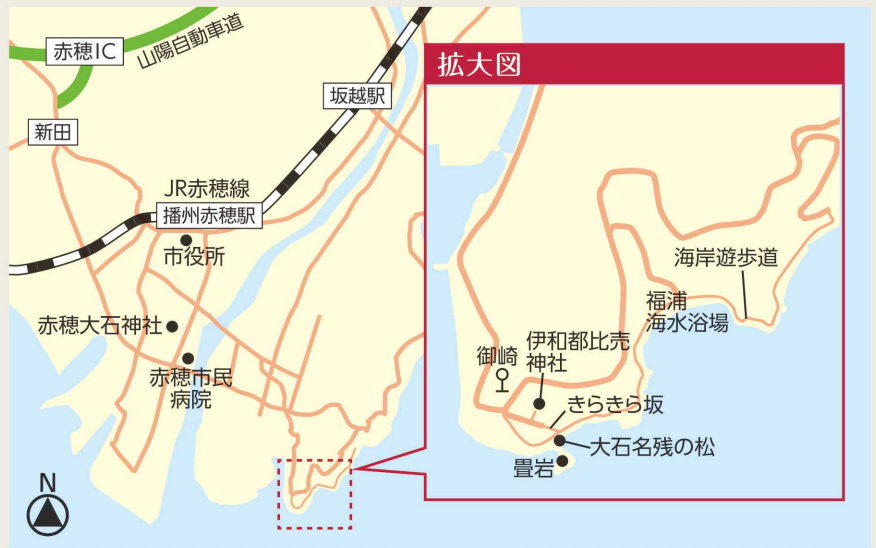 赤穂IC
山陽自動車道
新田
坂越駅
JR赤穂線
播州赤穂駅
市役所
赤穂大石神社
赤穂市民
病院
N
拡大図
海岸遊歩道
福浦
海水浴場
伊和都比売
神社
御崎
きらきら坂
大石名残の松
畳岩